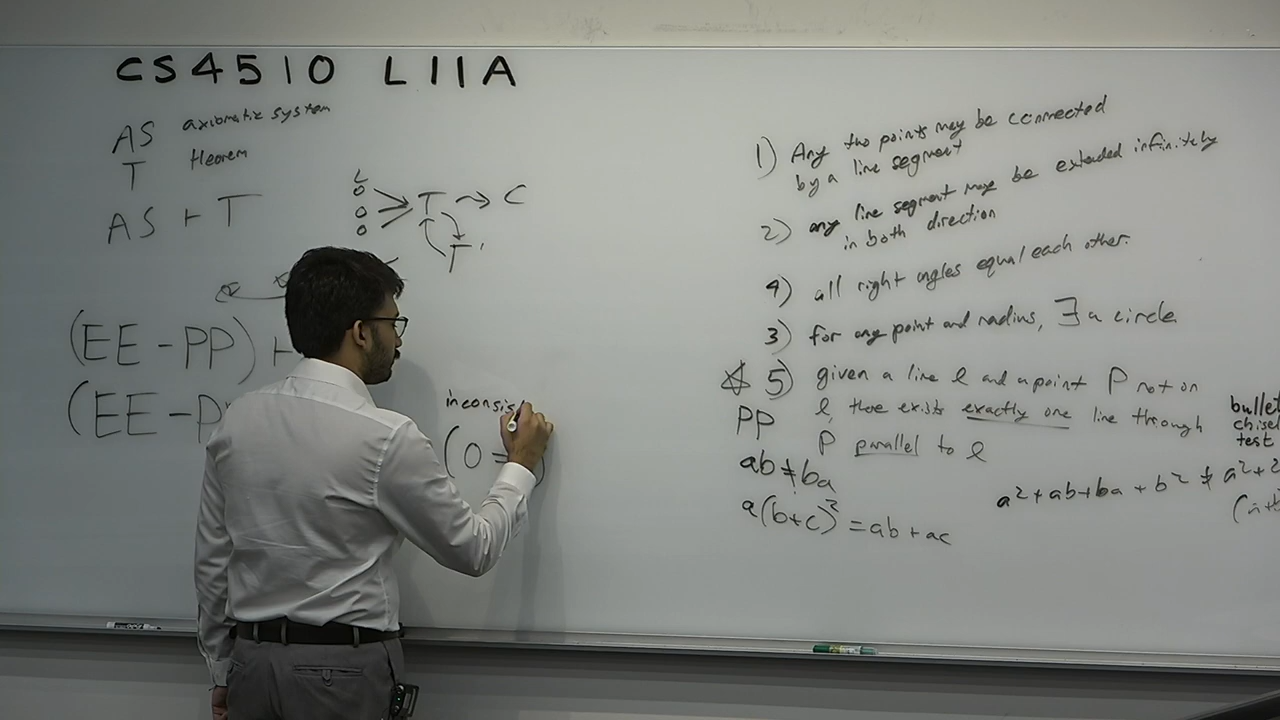 CS4510 L11A
AS axiomatic system
T theorem
AS ⊢ T
0
0
0
T → C
T'
(EE - PP) ⊢
(EE - P
inconsis
(0 =
)
1) Any two points may be connected
by a line segment
2) any line segment may be extended infinitely
in both direction
4) all right angles equal each other.
3) for any point and radius, ∃ a circle
☆ 5) given a line l and a point P not on
PP l, there exists exactly one line through
P parallel to l
ab ≠ ba
a(b+c)² = ab + ac
a² + ab + ba + b² ≠ a² + 2
bullet
chisel
test